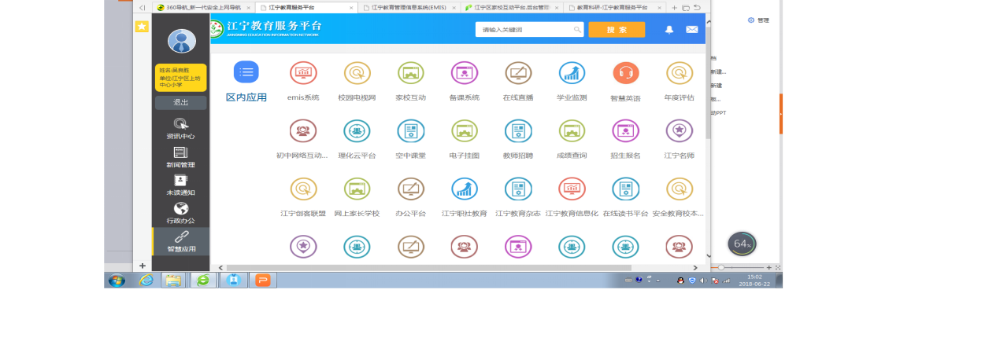 360导航_新一代安全上网导航
江宁教育服务平台
江宁教育管理信息系统(EMIS)
江宁区家校互动平台,后台管理
教育科研-江宁教育服务平台
管理
江宁教育服务平台
JIANGNING EDUCATION INFORMATION NETWORK
请输入关键词
搜 索
姓名:吴良胜
单位:江宁区上坊
中心小学
退出
资讯中心
新闻管理
未读通知
行政办公
智慧应用
区内应用
emis系统 校园电视网 家校互动 备课系统 在线直播 学业监测 智慧英语 年度评估
初中网络互动... 理化云平台 空中课堂 电子挂图 教师招聘 成绩查询 招生报名 江宁名师
江宁创客联盟 网上家长学校 办公平台 江宁职社教育 江宁教育杂志 江宁教育信息化 在线读书平台 安全教育校本...
档
新建...
新建
动PPT
64%
15:02
2018-06-22